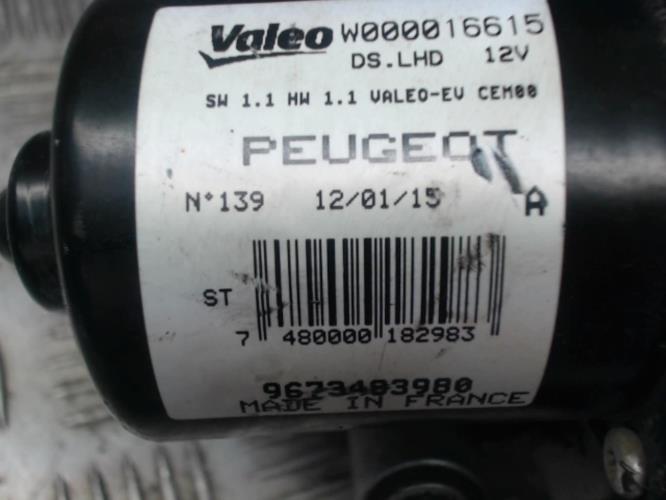 Valeo W000016615
DS.LHD 12V
SW 1.1 HW 1.1 VALEO-EV CEM00
PEUGEOT
N°139 12/01/15 A
ST
7 480000 182983
9673483980
MADE IN FRANCE